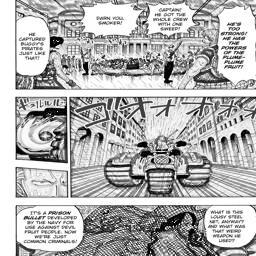 HE'S
TOO
STRONG!
HE HAS
THE
POWERS
OF THE
PLUME-
PLUME
FRUIT!
CAPTAIN!
HE GOT THE
WHOLE CREW
WITH ONE
SWEEP!
DARN YOU,
SMOKER!
HE
CAPTURED
BUGGY'S
PIRATES
JUST LIKE
THAT!
WHAT IS THIS
LOUSY STEEL
NET, ANYWAY?
AND WHAT
WAS THAT
WEIRD
WEAPON HE
USED?
IT'S A PRISON
BULLET DEVELOPED
BY THE NAVY FOR
USE AGAINST DEVIL
FRUIT PEOPLE. NOW
WE'RE JUST
COMMON CRIMINALS!